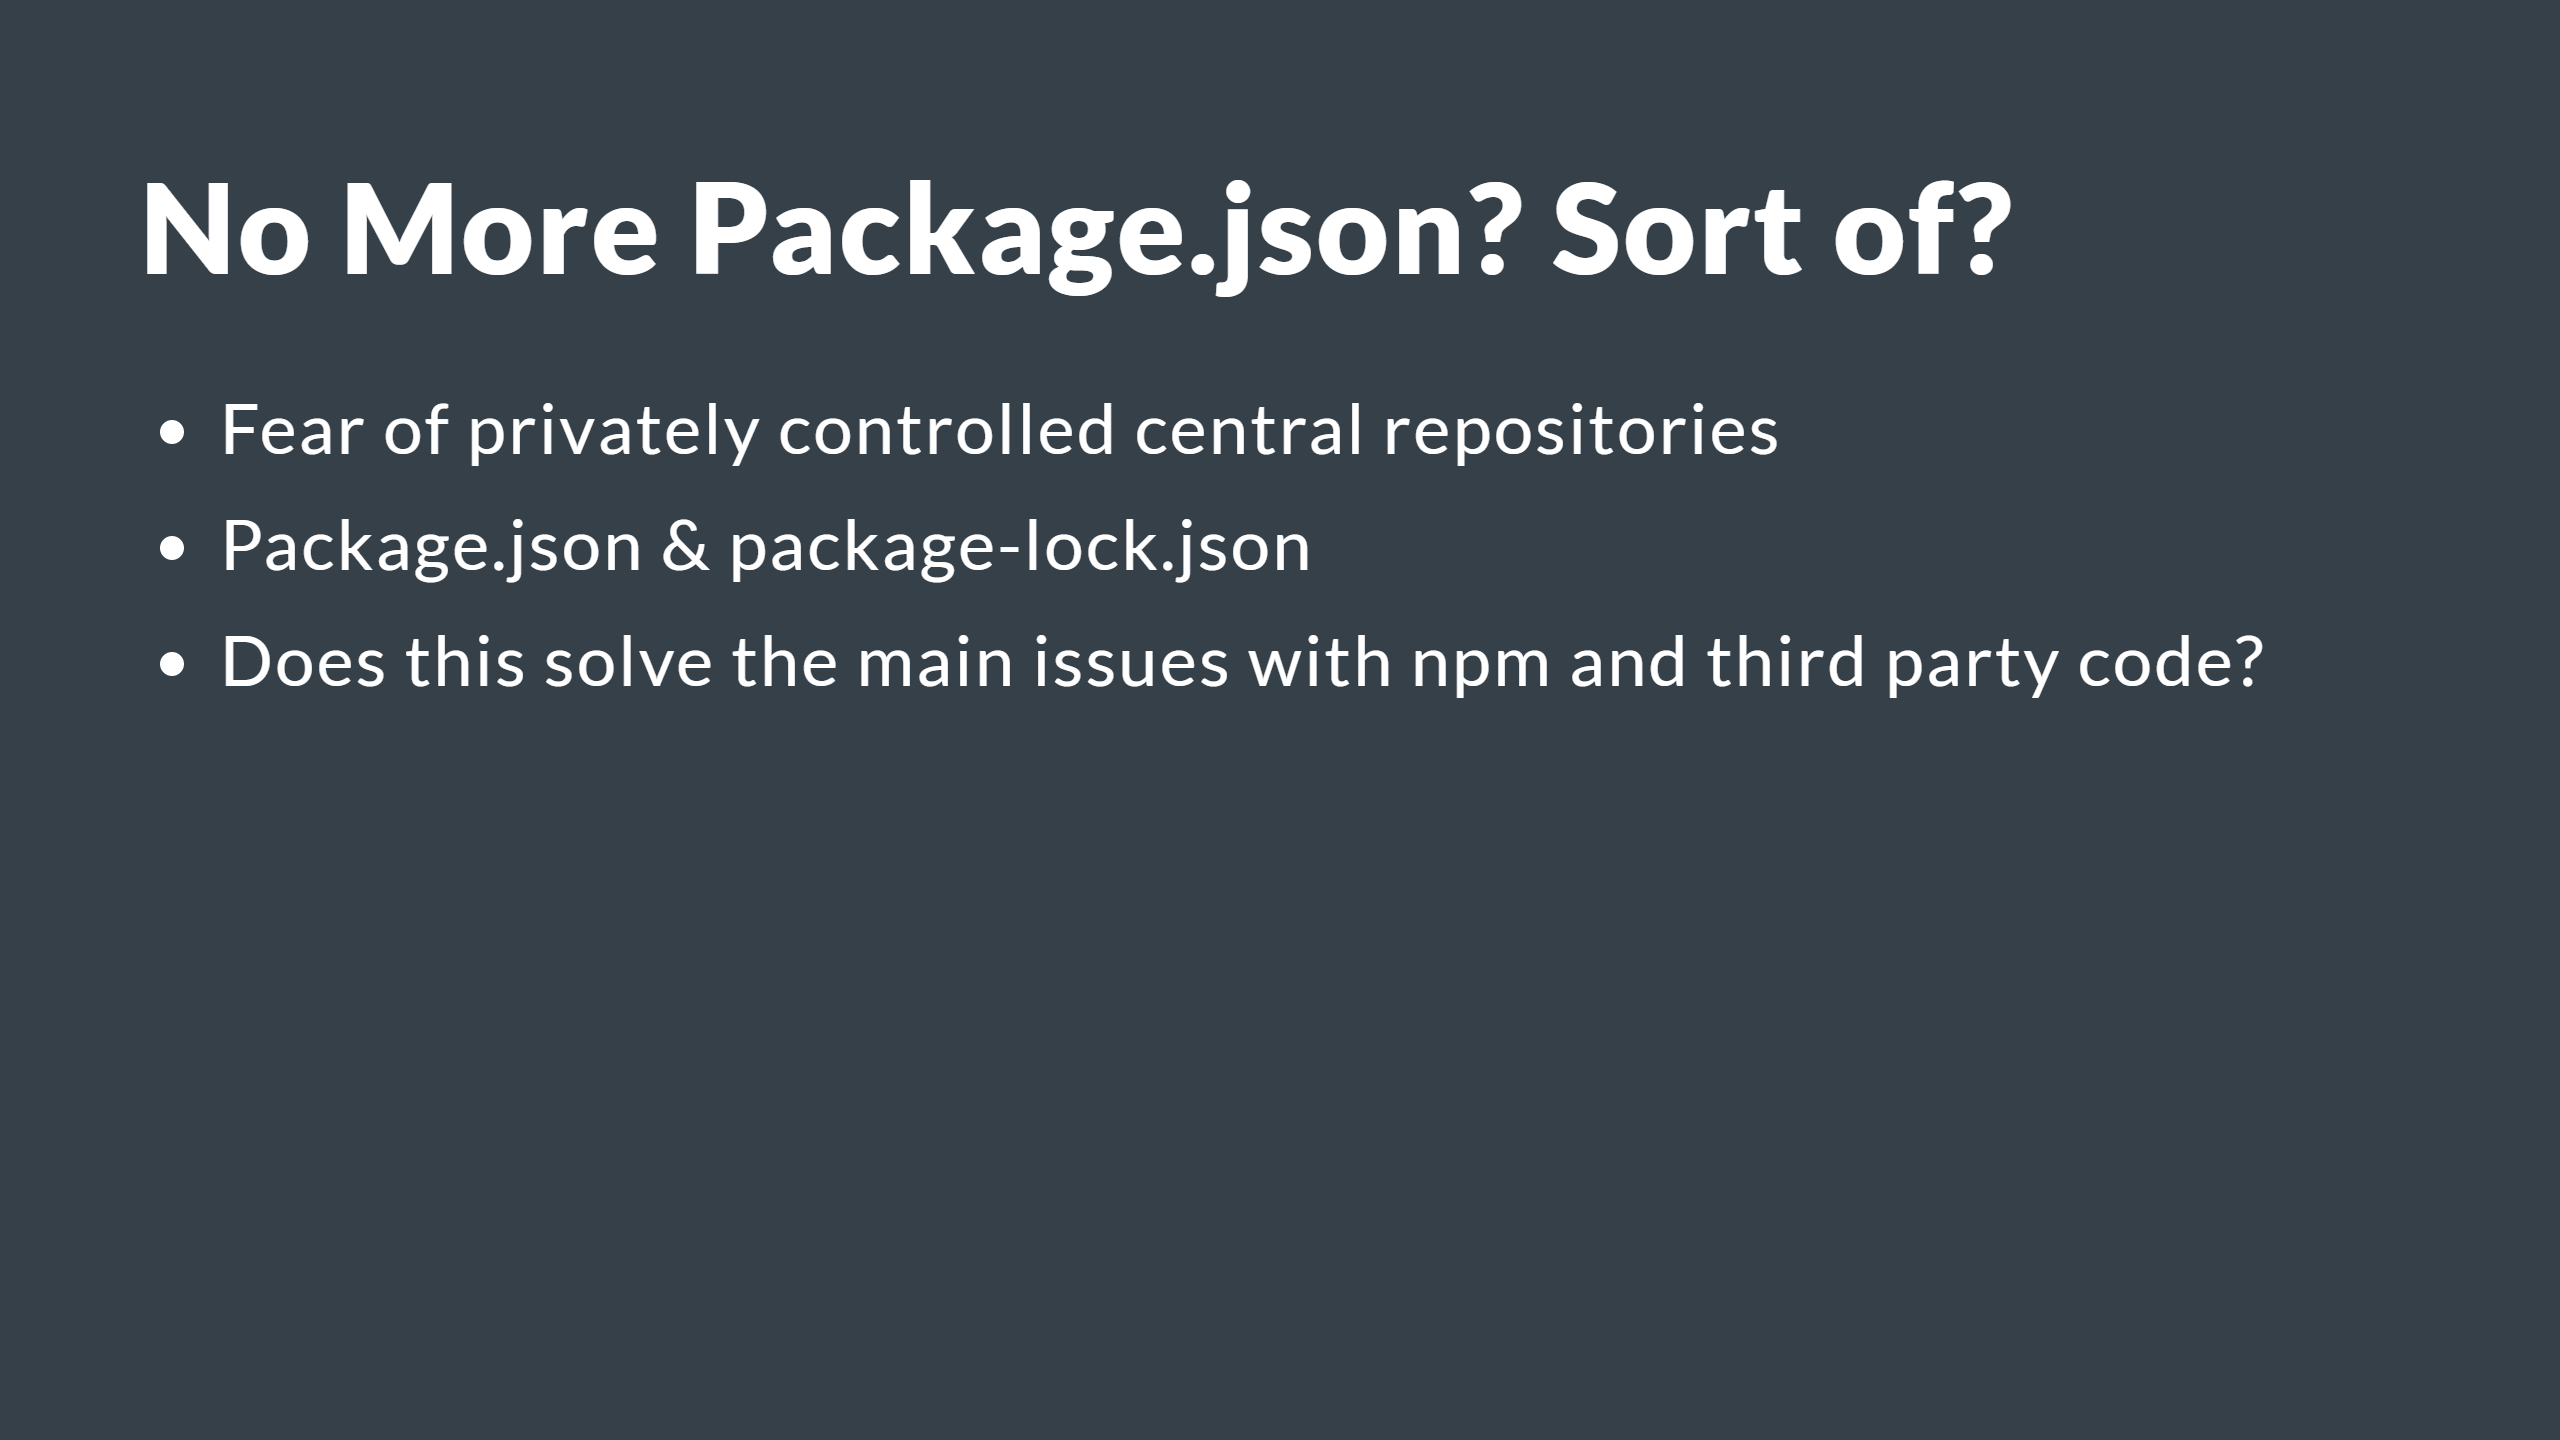 No More Package.json? Sort of?
• Fear of privately controlled central repositories
• Package.json & package-lock.json
• Does this solve the main issues with npm and third party code?